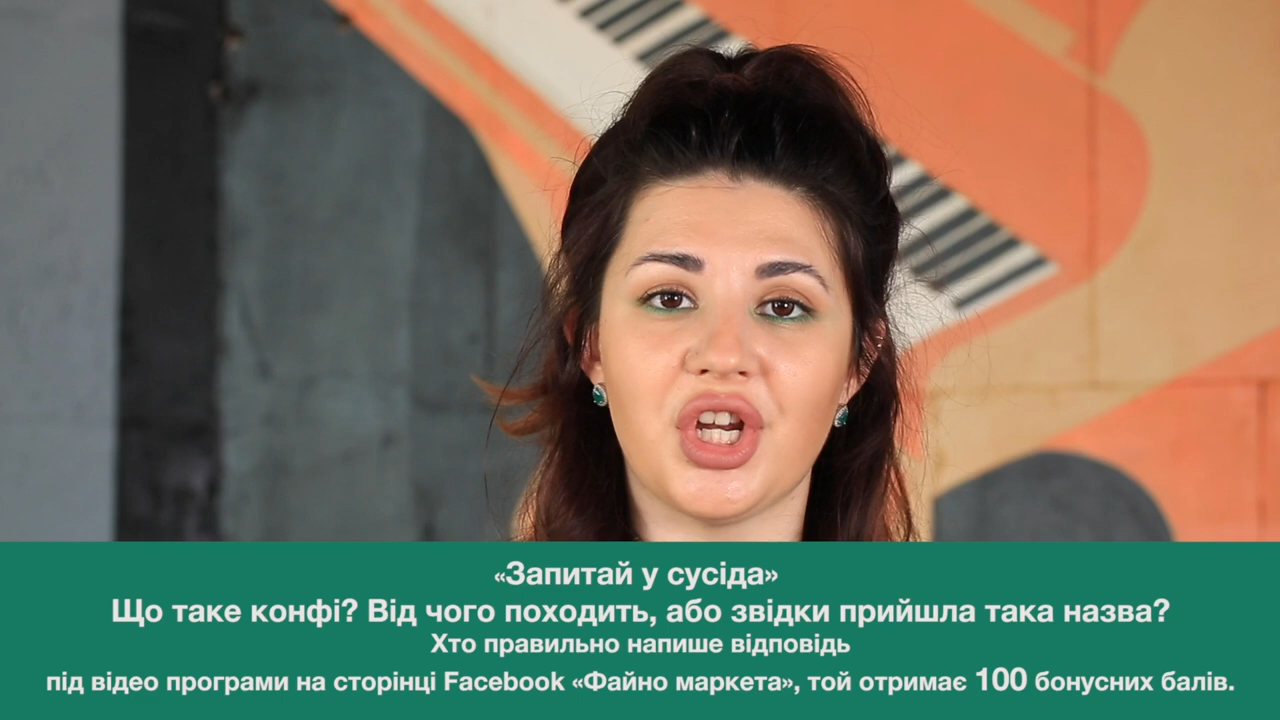 «Запитай у сусіда»
Що таке конфі? Від чого походить, або звідки прийшла така назва?
Хто правильно напише відповідь
під відео програми на сторінці Facebook «Файно маркета», той отримає 100 бонусних балів.